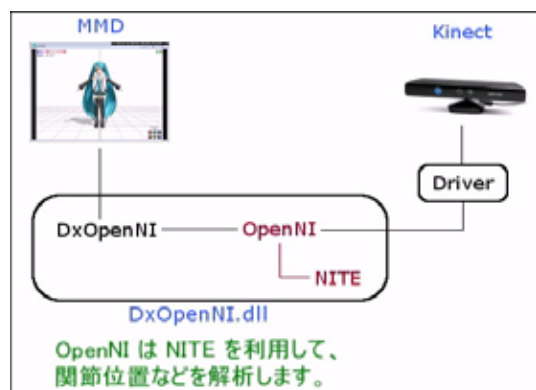 MMD
Kinect
Driver
DxOpenNI
OpenNI
NITE
DxOpenNI.dll
OpenNI は NITE を利用して、
関節位置などを解析します。